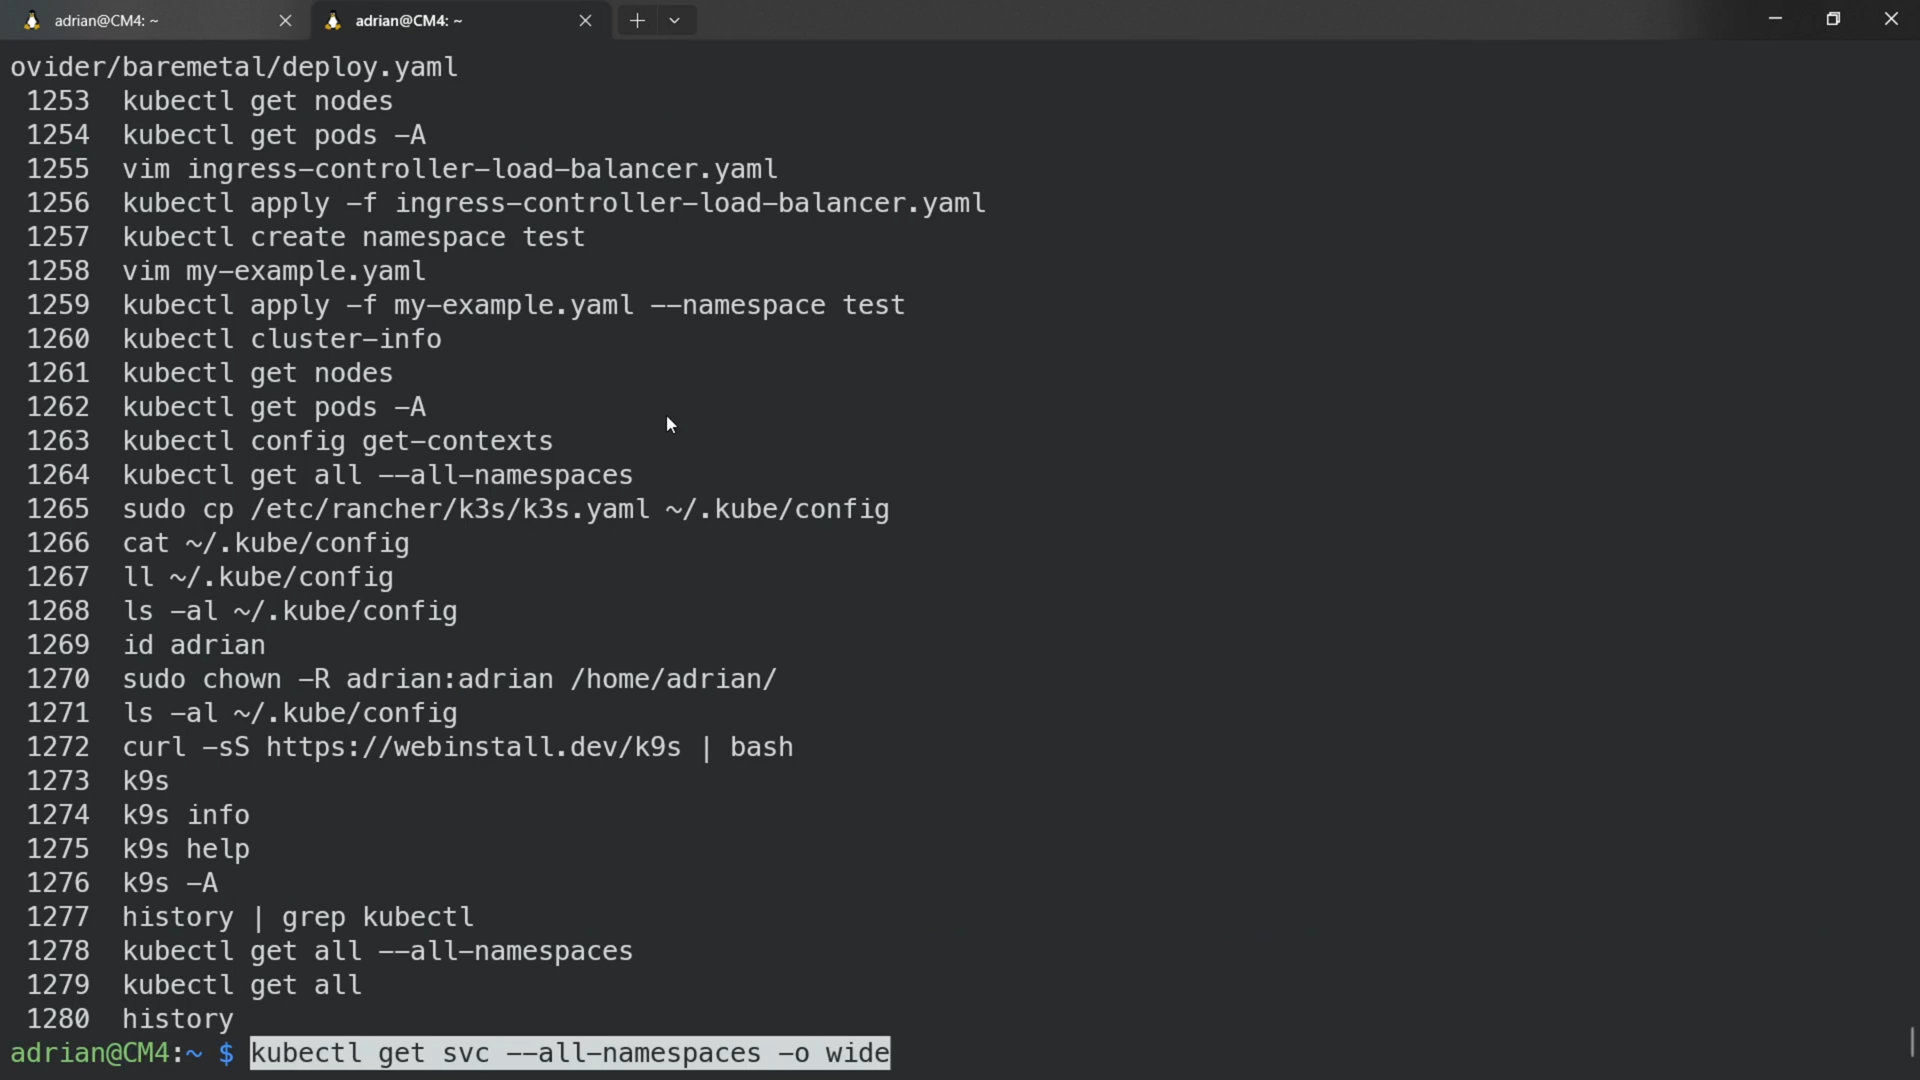 adrian@CM4: ~
adrian@CM4: ~
ovider/baremetal/deploy.yaml
1253 kubectl get nodes
1254 kubectl get pods -A
1255 vim ingress-controller-load-balancer.yaml
1256 kubectl apply -f ingress-controller-load-balancer.yaml
1257 kubectl create namespace test
1258 vim my-example.yaml
1259 kubectl apply -f my-example.yaml --namespace test
1260 kubectl cluster-info
1261 kubectl get nodes
1262 kubectl get pods -A
1263 kubectl config get-contexts
1264 kubectl get all --all-namespaces
1265 sudo cp /etc/rancher/k3s/k3s.yaml ~/.kube/config
1266 cat ~/.kube/config
1267 ll ~/.kube/config
1268 ls -al ~/.kube/config
1269 id adrian
1270 sudo chown -R adrian:adrian /home/adrian/
1271 ls -al ~/.kube/config
1272 curl -sS https://webinstall.dev/k9s | bash
1273 k9s
1274 k9s info
1275 k9s help
1276 k9s -A
1277 history | grep kubectl
1278 kubectl get all --all-namespaces
1279 kubectl get all
1280 history
adrian@CM4:~ $ kubectl get svc --all-namespaces -o wide